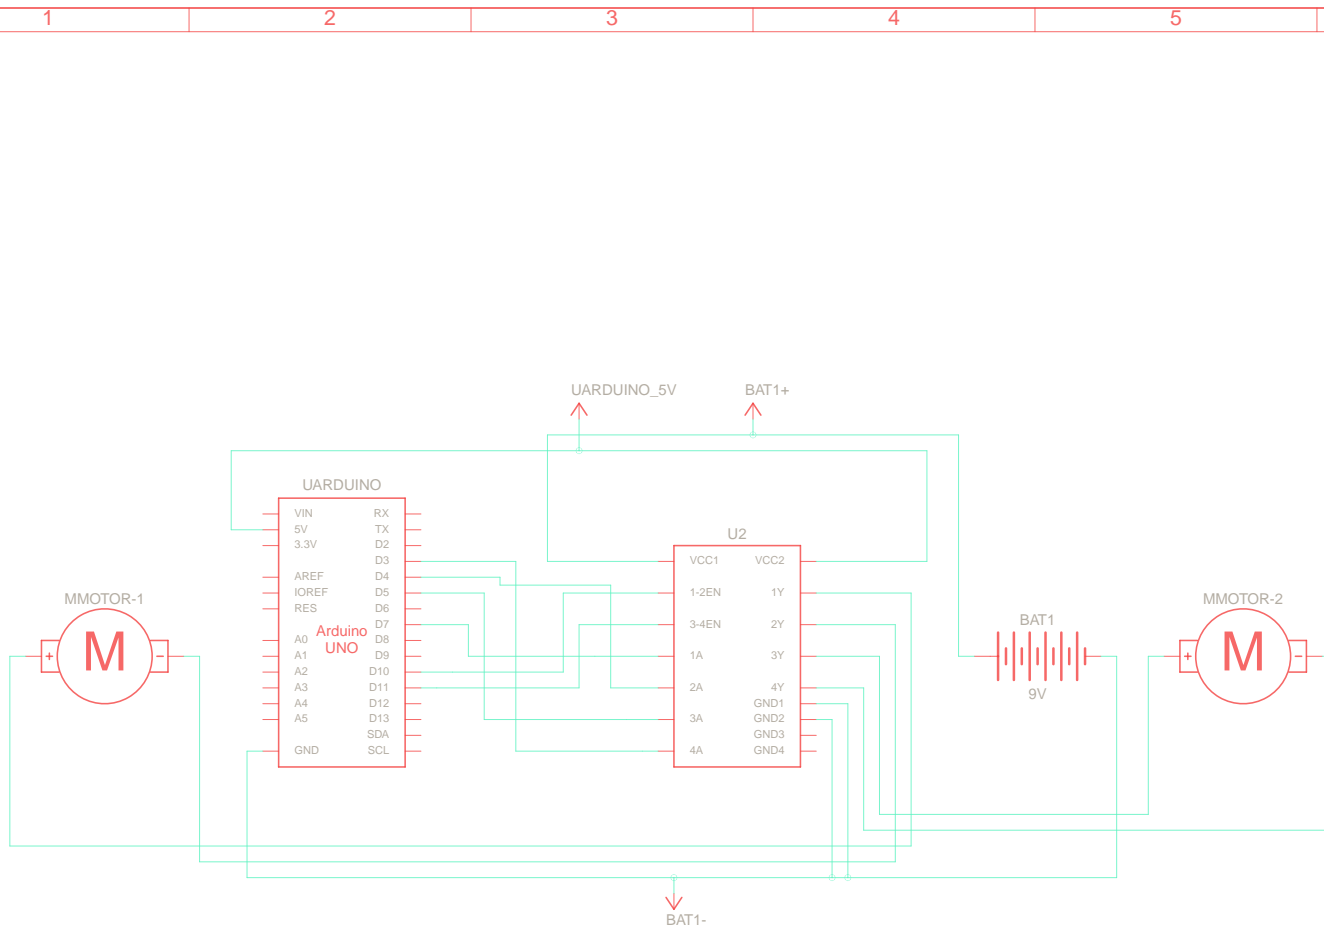 1 2 3 4 5
UARDUINO_5V BAT1+
UARDUINO
VIN RX
5V TX
3.3V D2
D3
AREF D4
IOREF D5
RES D6
D7
A0 D8
A1 D9
A2 D10
A3 D11
A4 D12
A5 D13
SDA
GND SCL
Arduino
UNO
U2
VCC1 VCC2
1-2EN 1Y
3-4EN 2Y
1A 3Y
2A 4Y
GND1
3A GND2
GND3
4A GND4
MMOTOR-1
+ M -
BAT1
9V
MMOTOR-2
+ M -
BAT1-